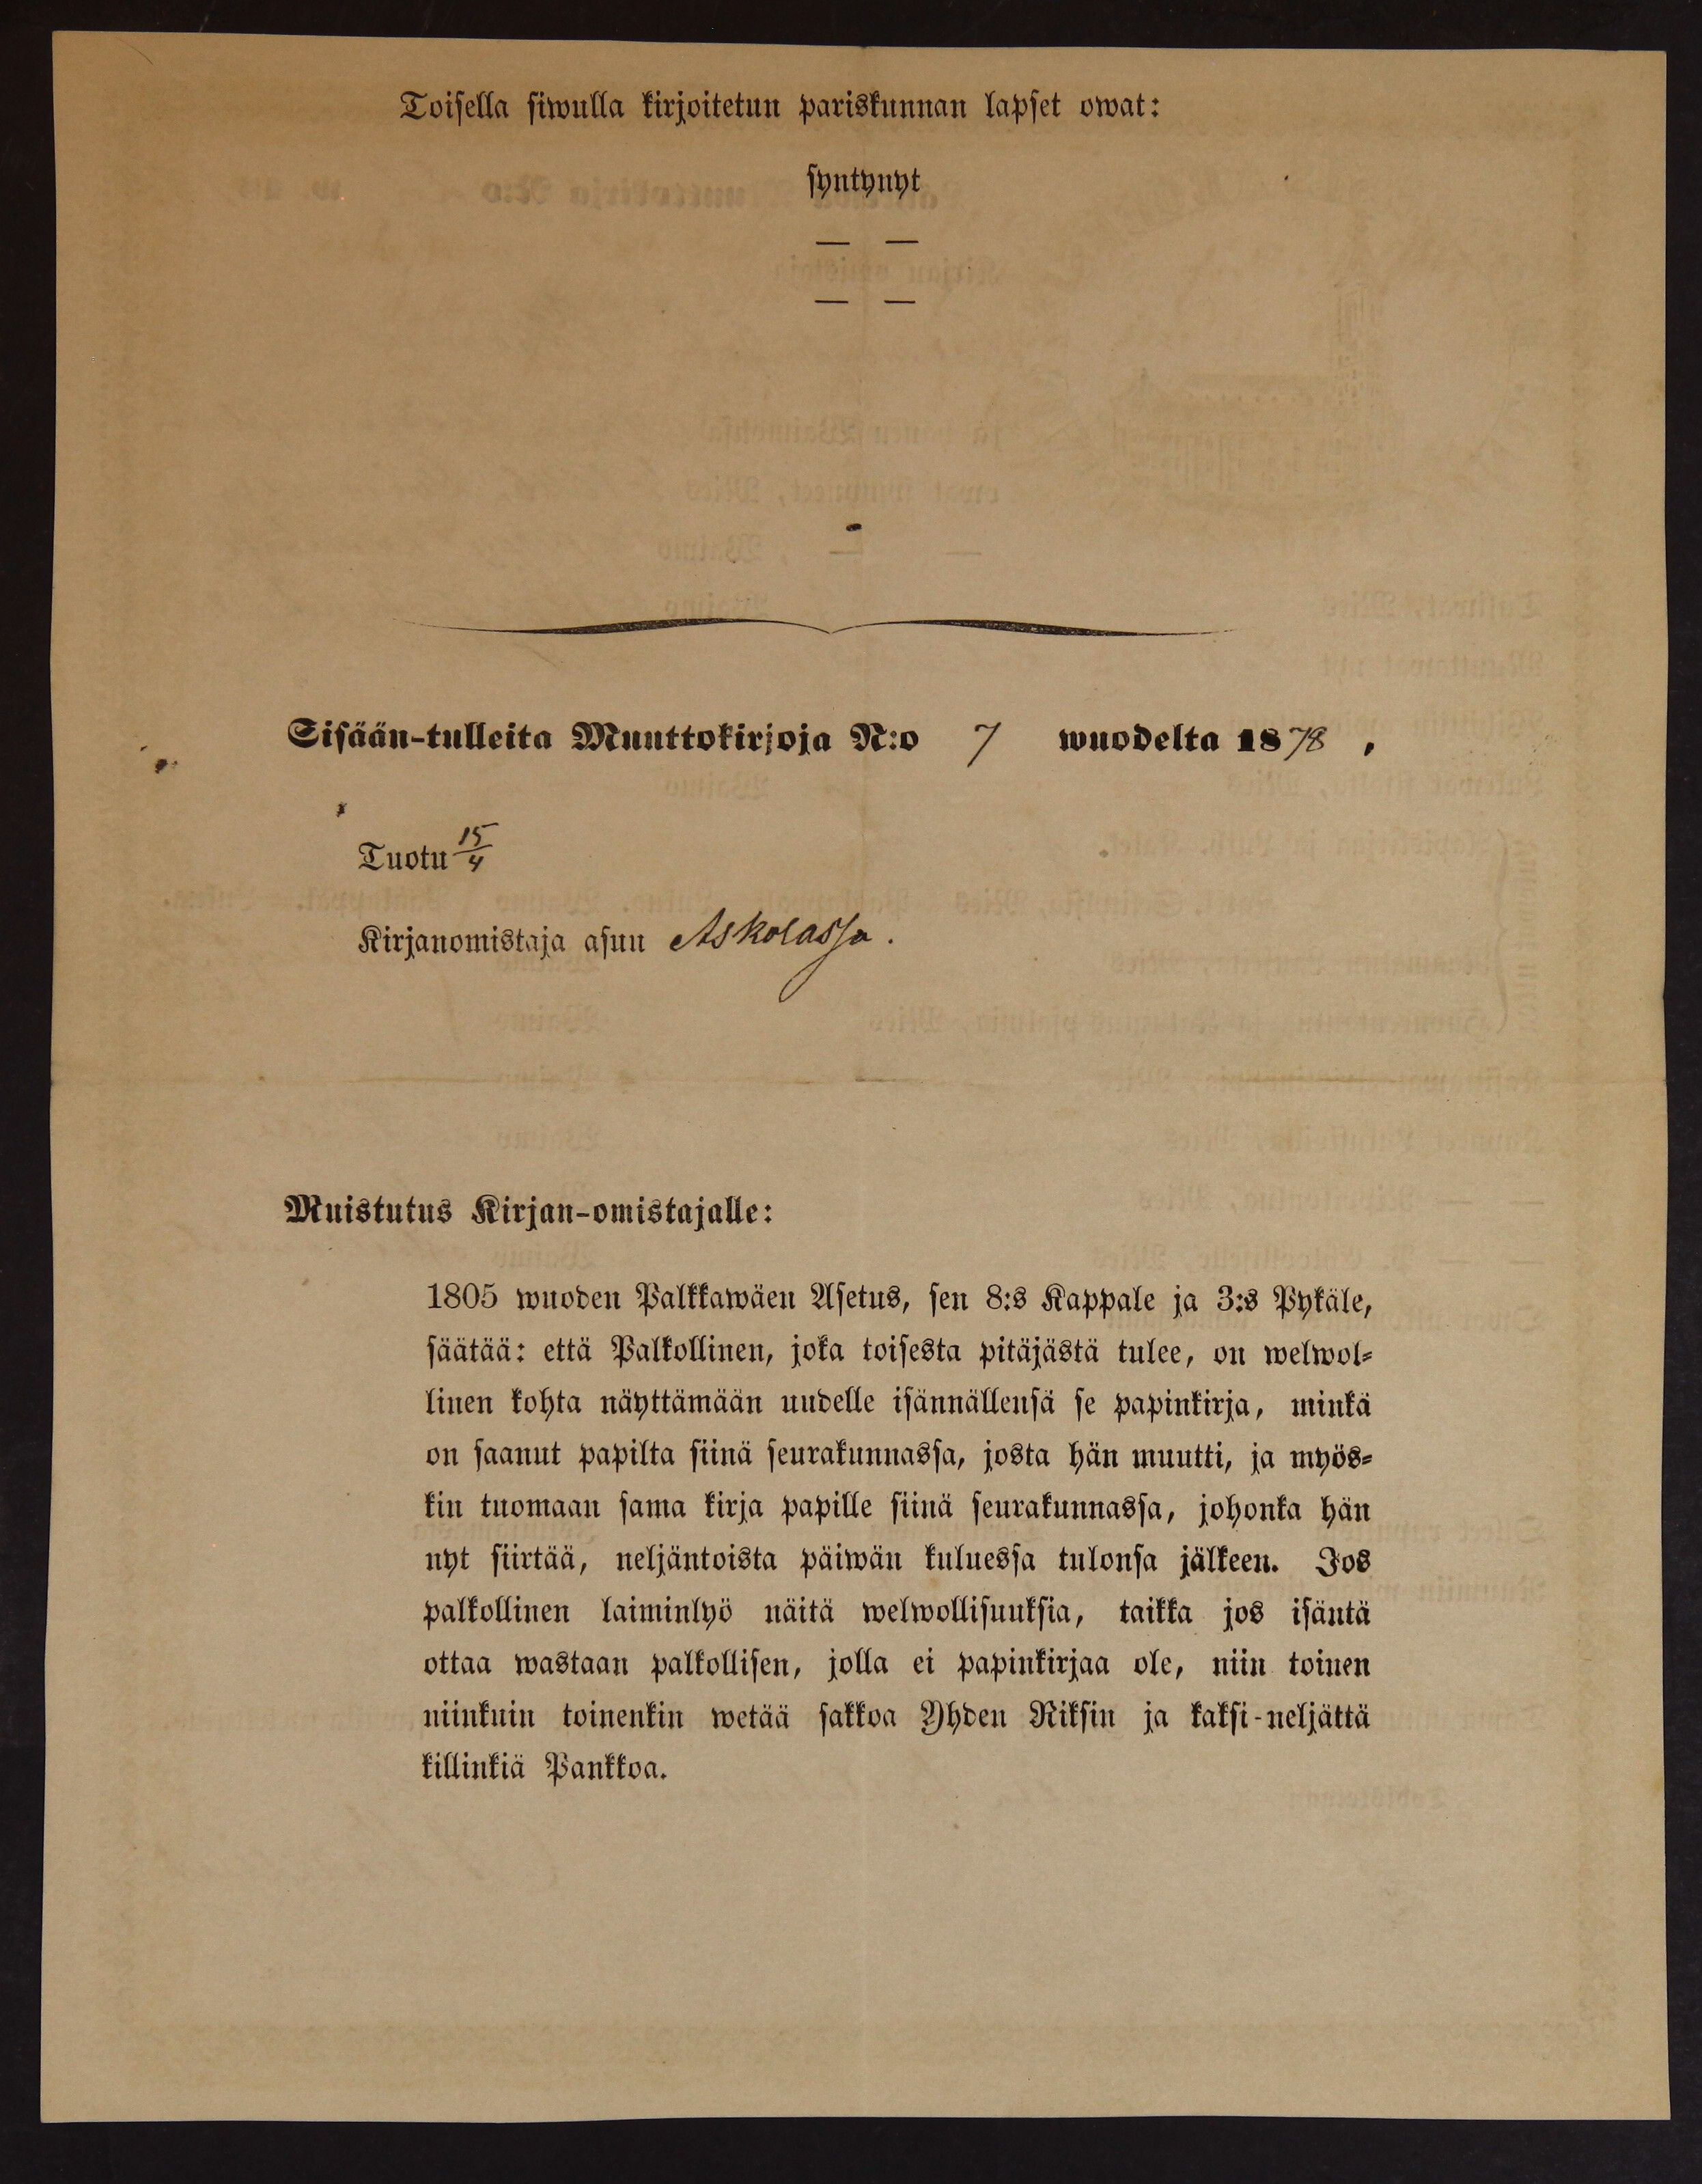 Toisella siwulla kirjoitetun pariskunnan lapset owat:
syntynyt
— —
— —
Sisään-tulleita Muuttokirjoja N:o 7 wuodelta 1878,
Tuotu 15/4
Kirjanomistaja asuu Askolassa.
Muistutus Kirjan-omistajalle:
1805 wuoden Palkkawäen Asetus, sen 8:s Kappale ja 3:s Pykäle,
säätää: että Palkollinen, joka toisesta pitäjästä tulee, on welwol-
linen kohta näyttämään uudelle isännällensä se papinkirja, minkä
on saanut papilta siinä seurakunnassa, josta hän muutti, ja myös-
kin tuomaan sama kirja papille siinä seurakunnassa, johonka hän
nyt siirtää, neljäntoista päiwän kuluessa tulonsa jälkeen. Jos
palkollinen laiminlyö näitä welwollisuuksia, taikka jos isäntä
ottaa wastaan palkollisen, jolla ei papinkirjaa ole, niin toinen
niinkuin toinenkin wetää sakkoa Yhden Riksin ja kaksi-neljättä
killinkiä Pankkoa.